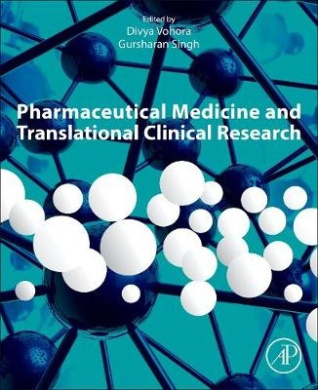 Edited by
Divya Vohora
Gursharan Singh
Pharmaceutical Medicine and
Translational Clinical Research
AP